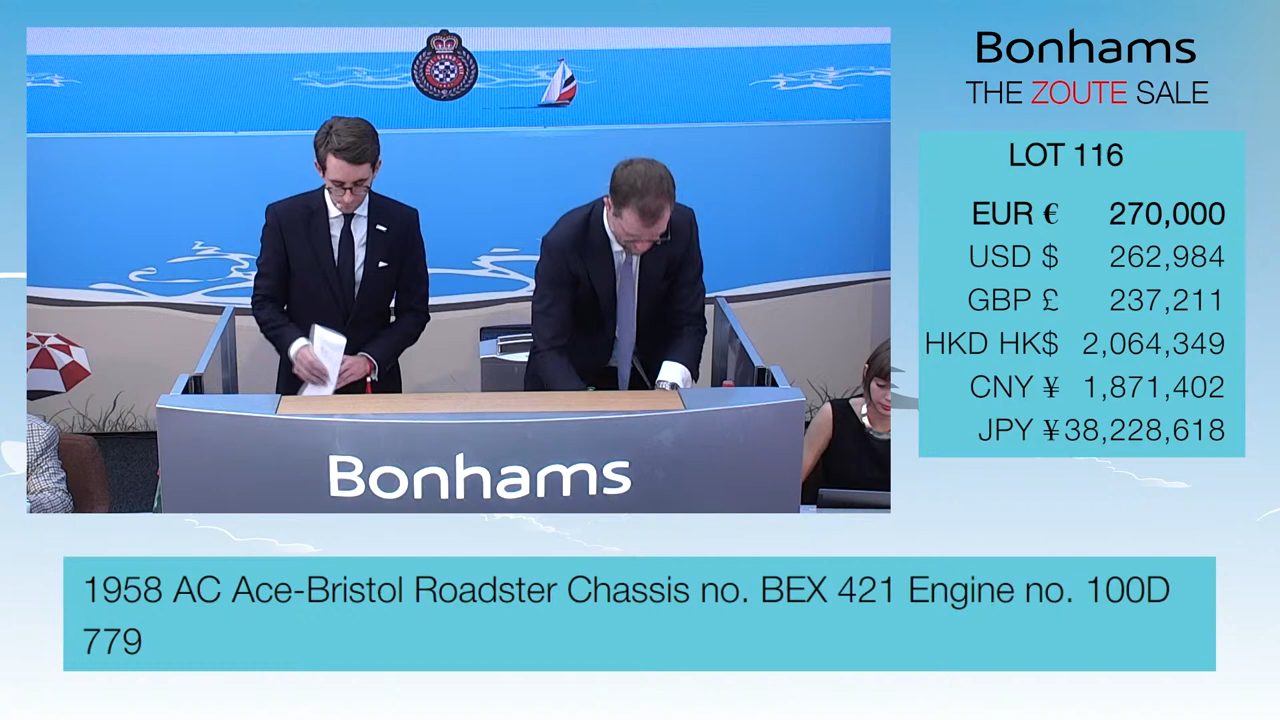 Bonhams
THE ZOUTE SALE
LOT 116
EUR € 270,000
USD $ 262,984
GBP £ 237,211
HKD HK$ 2,064,349
CNY ¥ 1,871,402
JPY ¥38,228,618
Bonhams
1958 AC Ace-Bristol Roadster Chassis no. BEX 421 Engine no. 100D
779